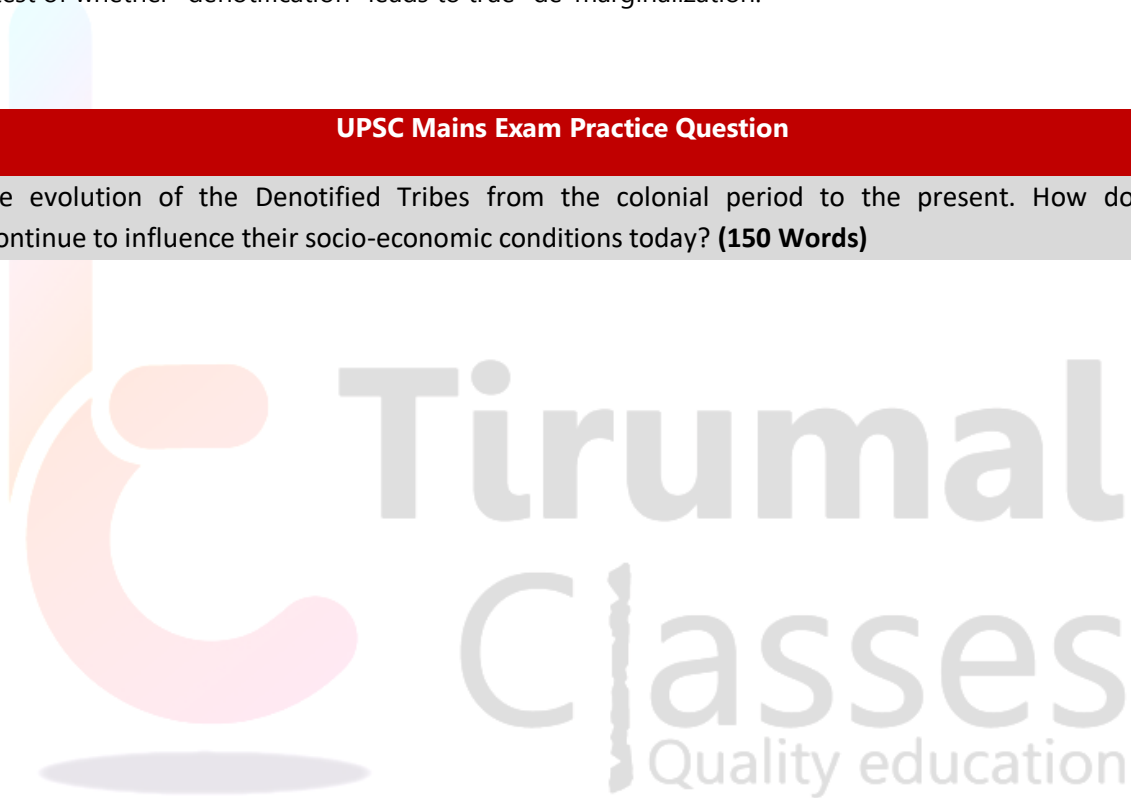 UPSC Mains Exam Practice Question
e evolution of the Denotified Tribes from the colonial period to the present. How do
ontinue to influence their socio-economic conditions today? (150 Words)
Tirumal
Classes
Quality education